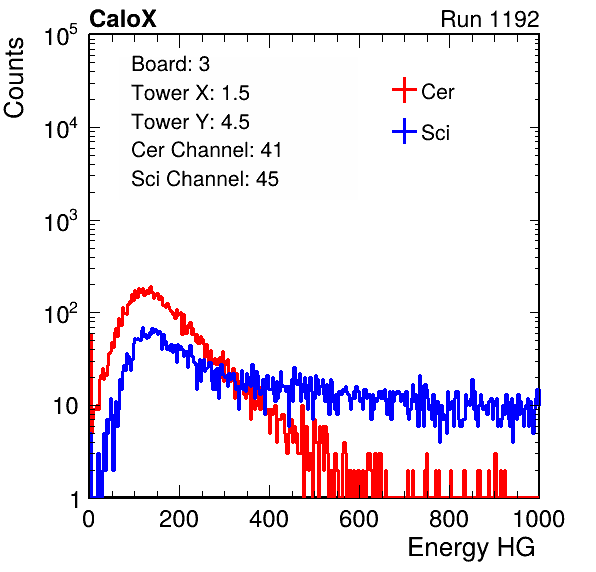 CaloX Run 1192
Counts
Board: 3
Tower X: 1.5
Tower Y: 4.5
Cer Channel: 41
Sci Channel: 45
Cer
Sci
10^5
10^4
10^3
10^2
10
1
0 200 400 600 800 1000
Energy HG